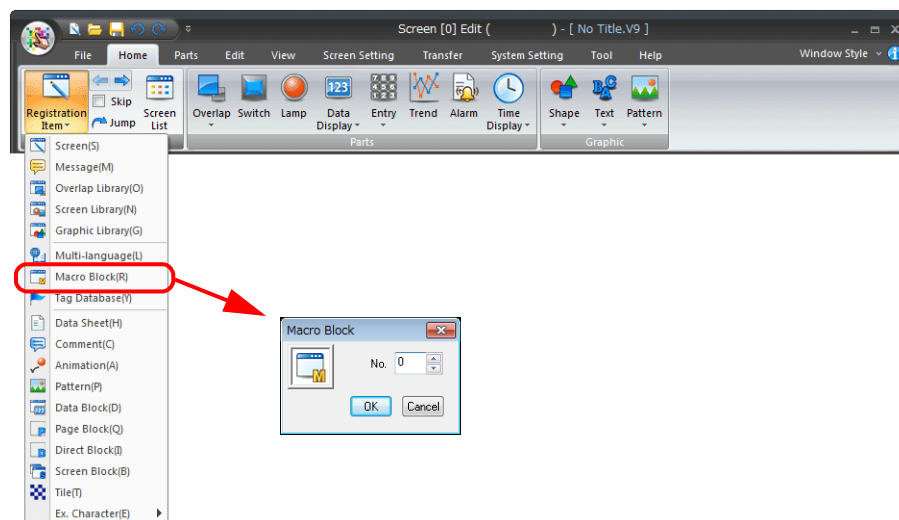 Screen [0] Edit (                ) - [ No Title.V9 ]
File Home Parts Edit View Screen Setting Transfer System Setting Tool Help Window Style
Registration Item
Skip
Jump
Screen List
Overlap Switch Lamp Data Display Entry Trend Alarm Time Display Shape Text Pattern
Parts Graphic
Screen(S)
Message(M)
Overlap Library(O)
Screen Library(N)
Graphic Library(G)
Multi-language(L)
Macro Block(R)
Tag Database(Y)
Data Sheet(H)
Comment(C)
Animation(A)
Pattern(P)
Data Block(D)
Page Block(Q)
Direct Block(I)
Screen Block(B)
Tile(T)
Ex. Character(E)
Macro Block
No. 0
OK Cancel